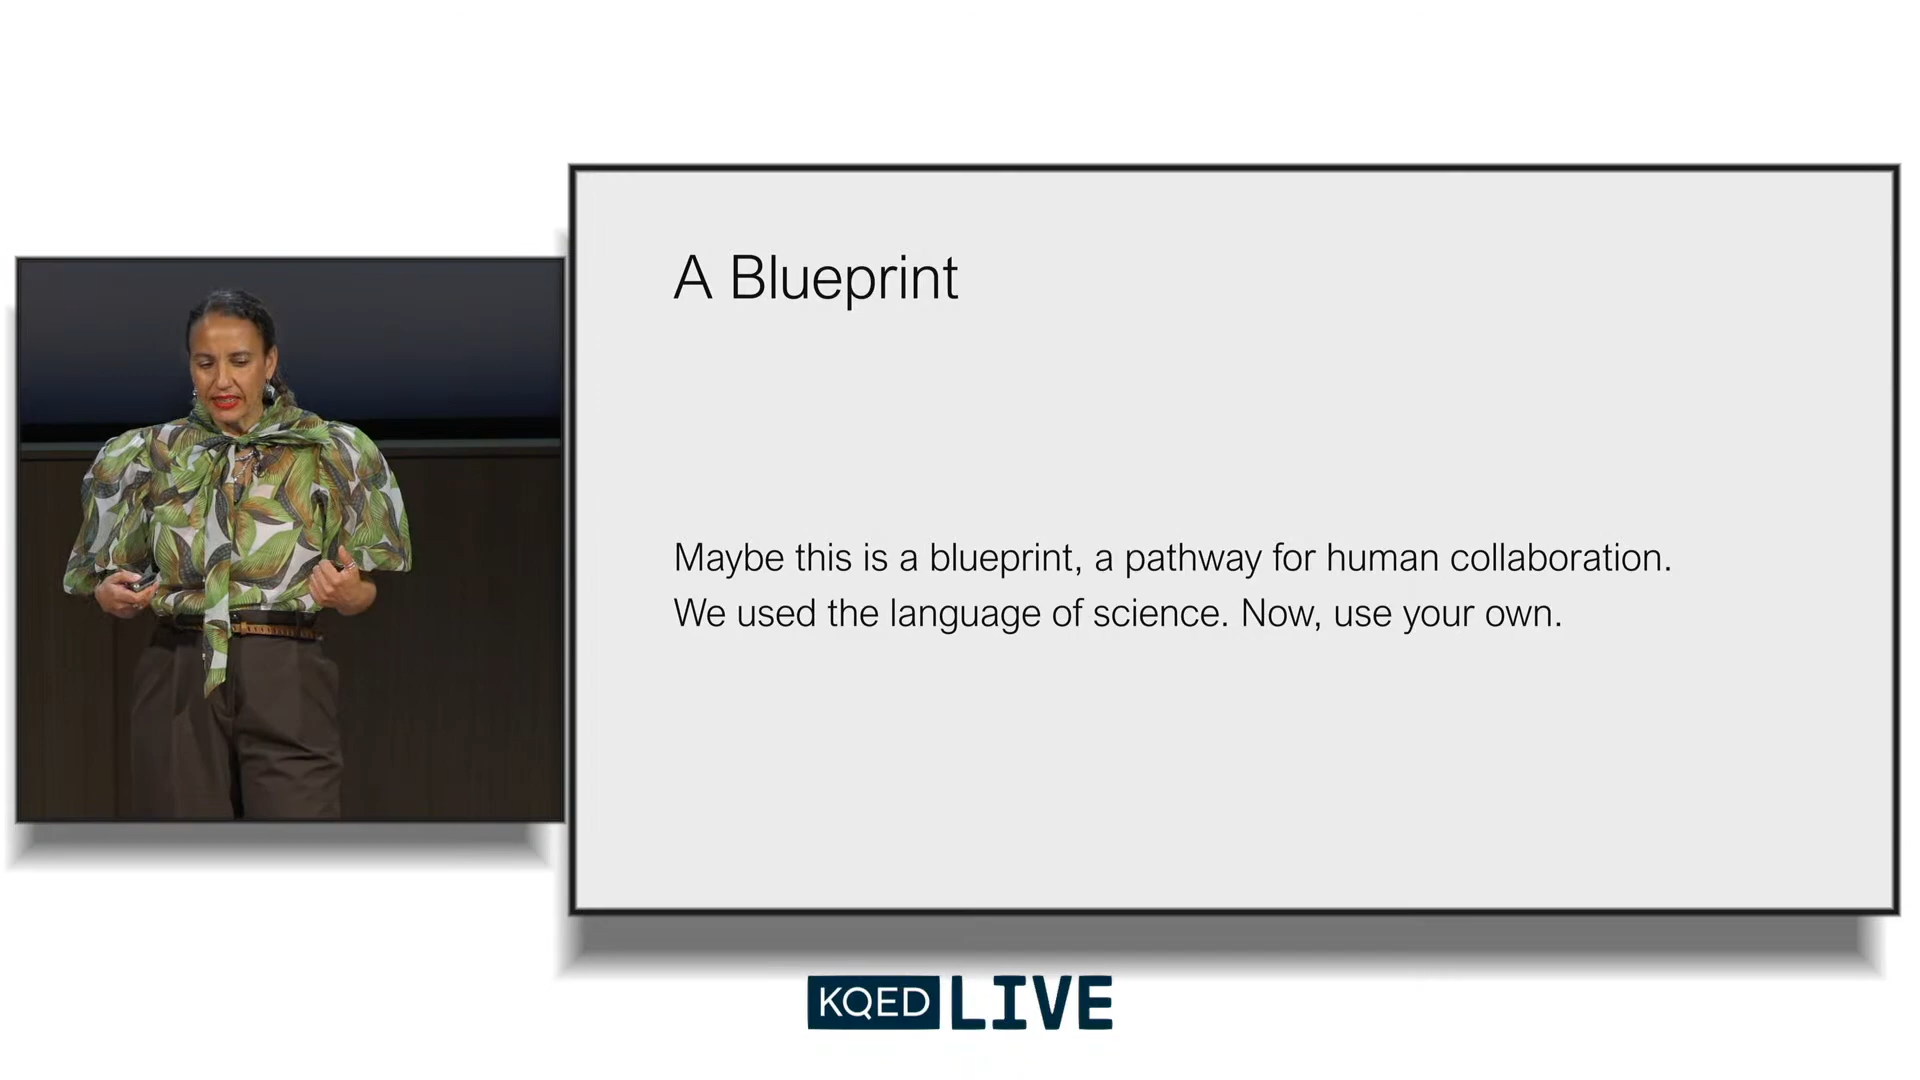 A Blueprint
Maybe this is a blueprint, a pathway for human collaboration.
We used the language of science. Now, use your own.
KQED LIVE